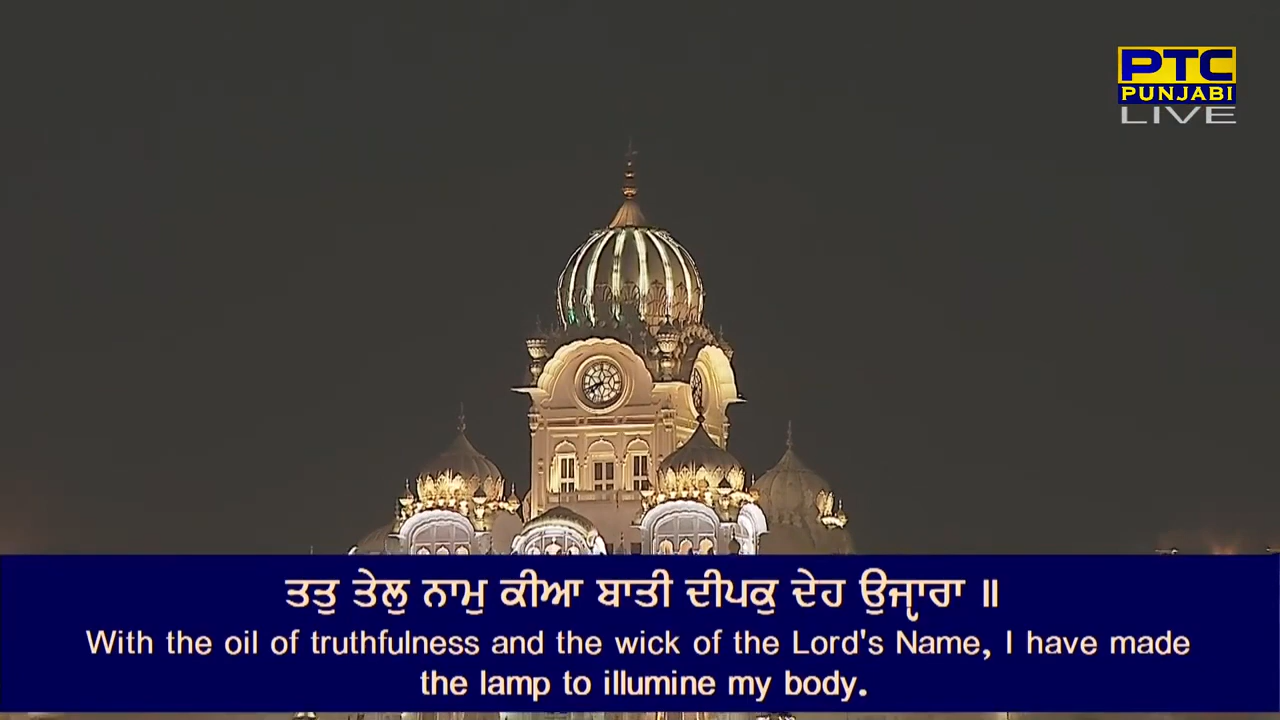 PTC
PUNJABI
LIVE
ਤਤੁ ਤੇਲੁ ਨਾਮੁ ਕੀਆ ਬਾਤੀ ਦੀਪਕੁ ਦੇਹ ਉਜ੍ਯ੍ਯਾਰਾ ॥
With the oil of truthfulness and the wick of the Lord's Name, I have made
the lamp to illumine my body.